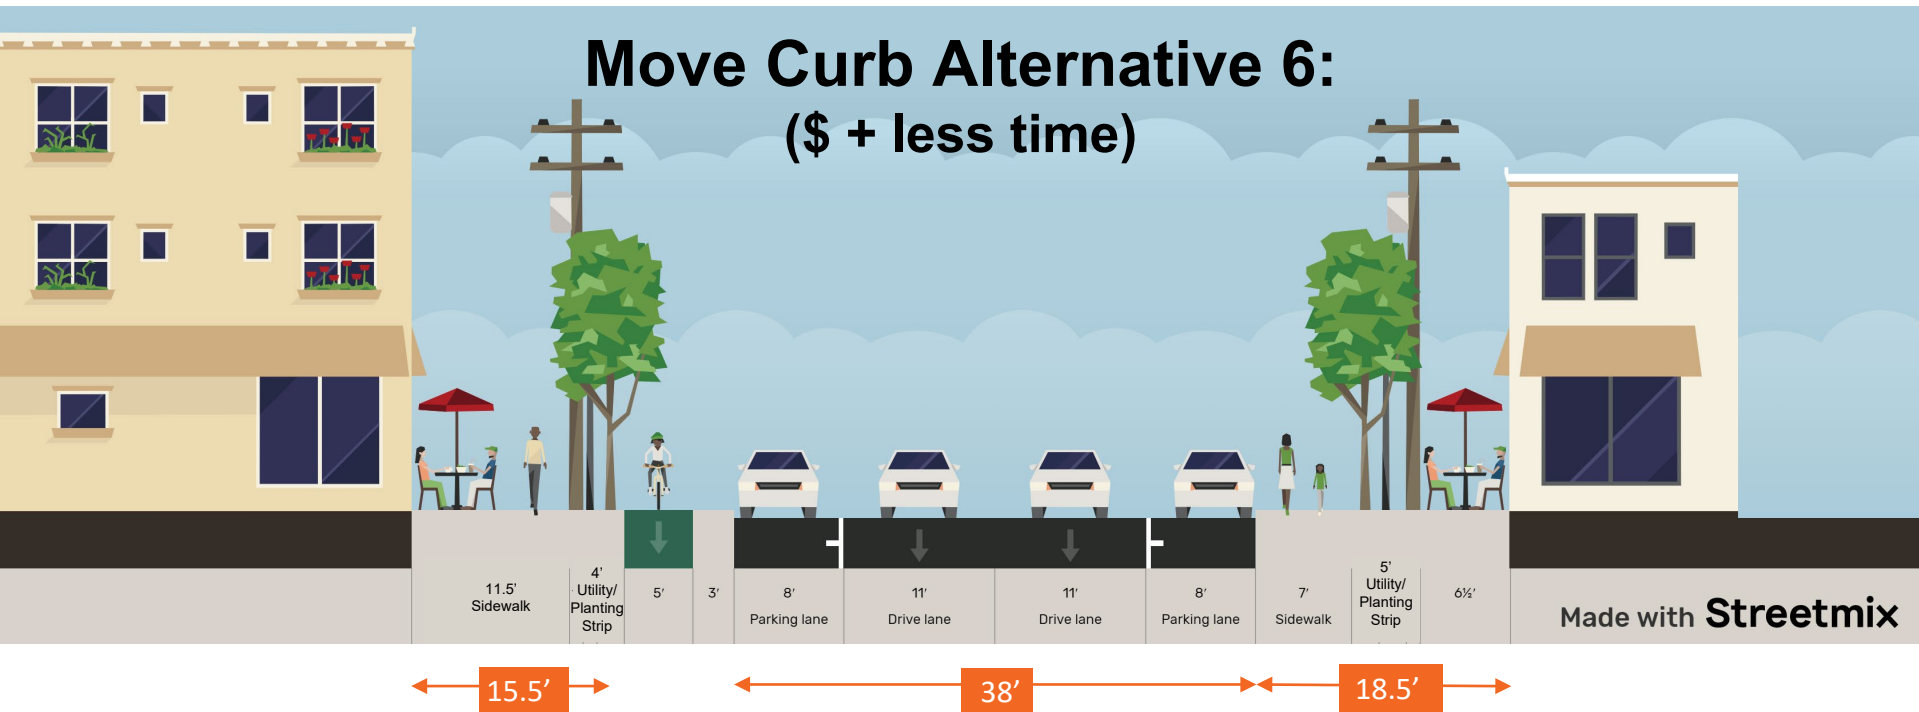 Move Curb Alternative 6:
($ + less time)
11.5'
Sidewalk
4'
Utility/
Planting
Strip
5'
3'
8'
Parking lane
11'
Drive lane
11'
Drive lane
8'
Parking lane
7'
Sidewalk
5'
Utility/
Planting
Strip
6½'
Made with Streetmix
15.5'
38'
18.5'